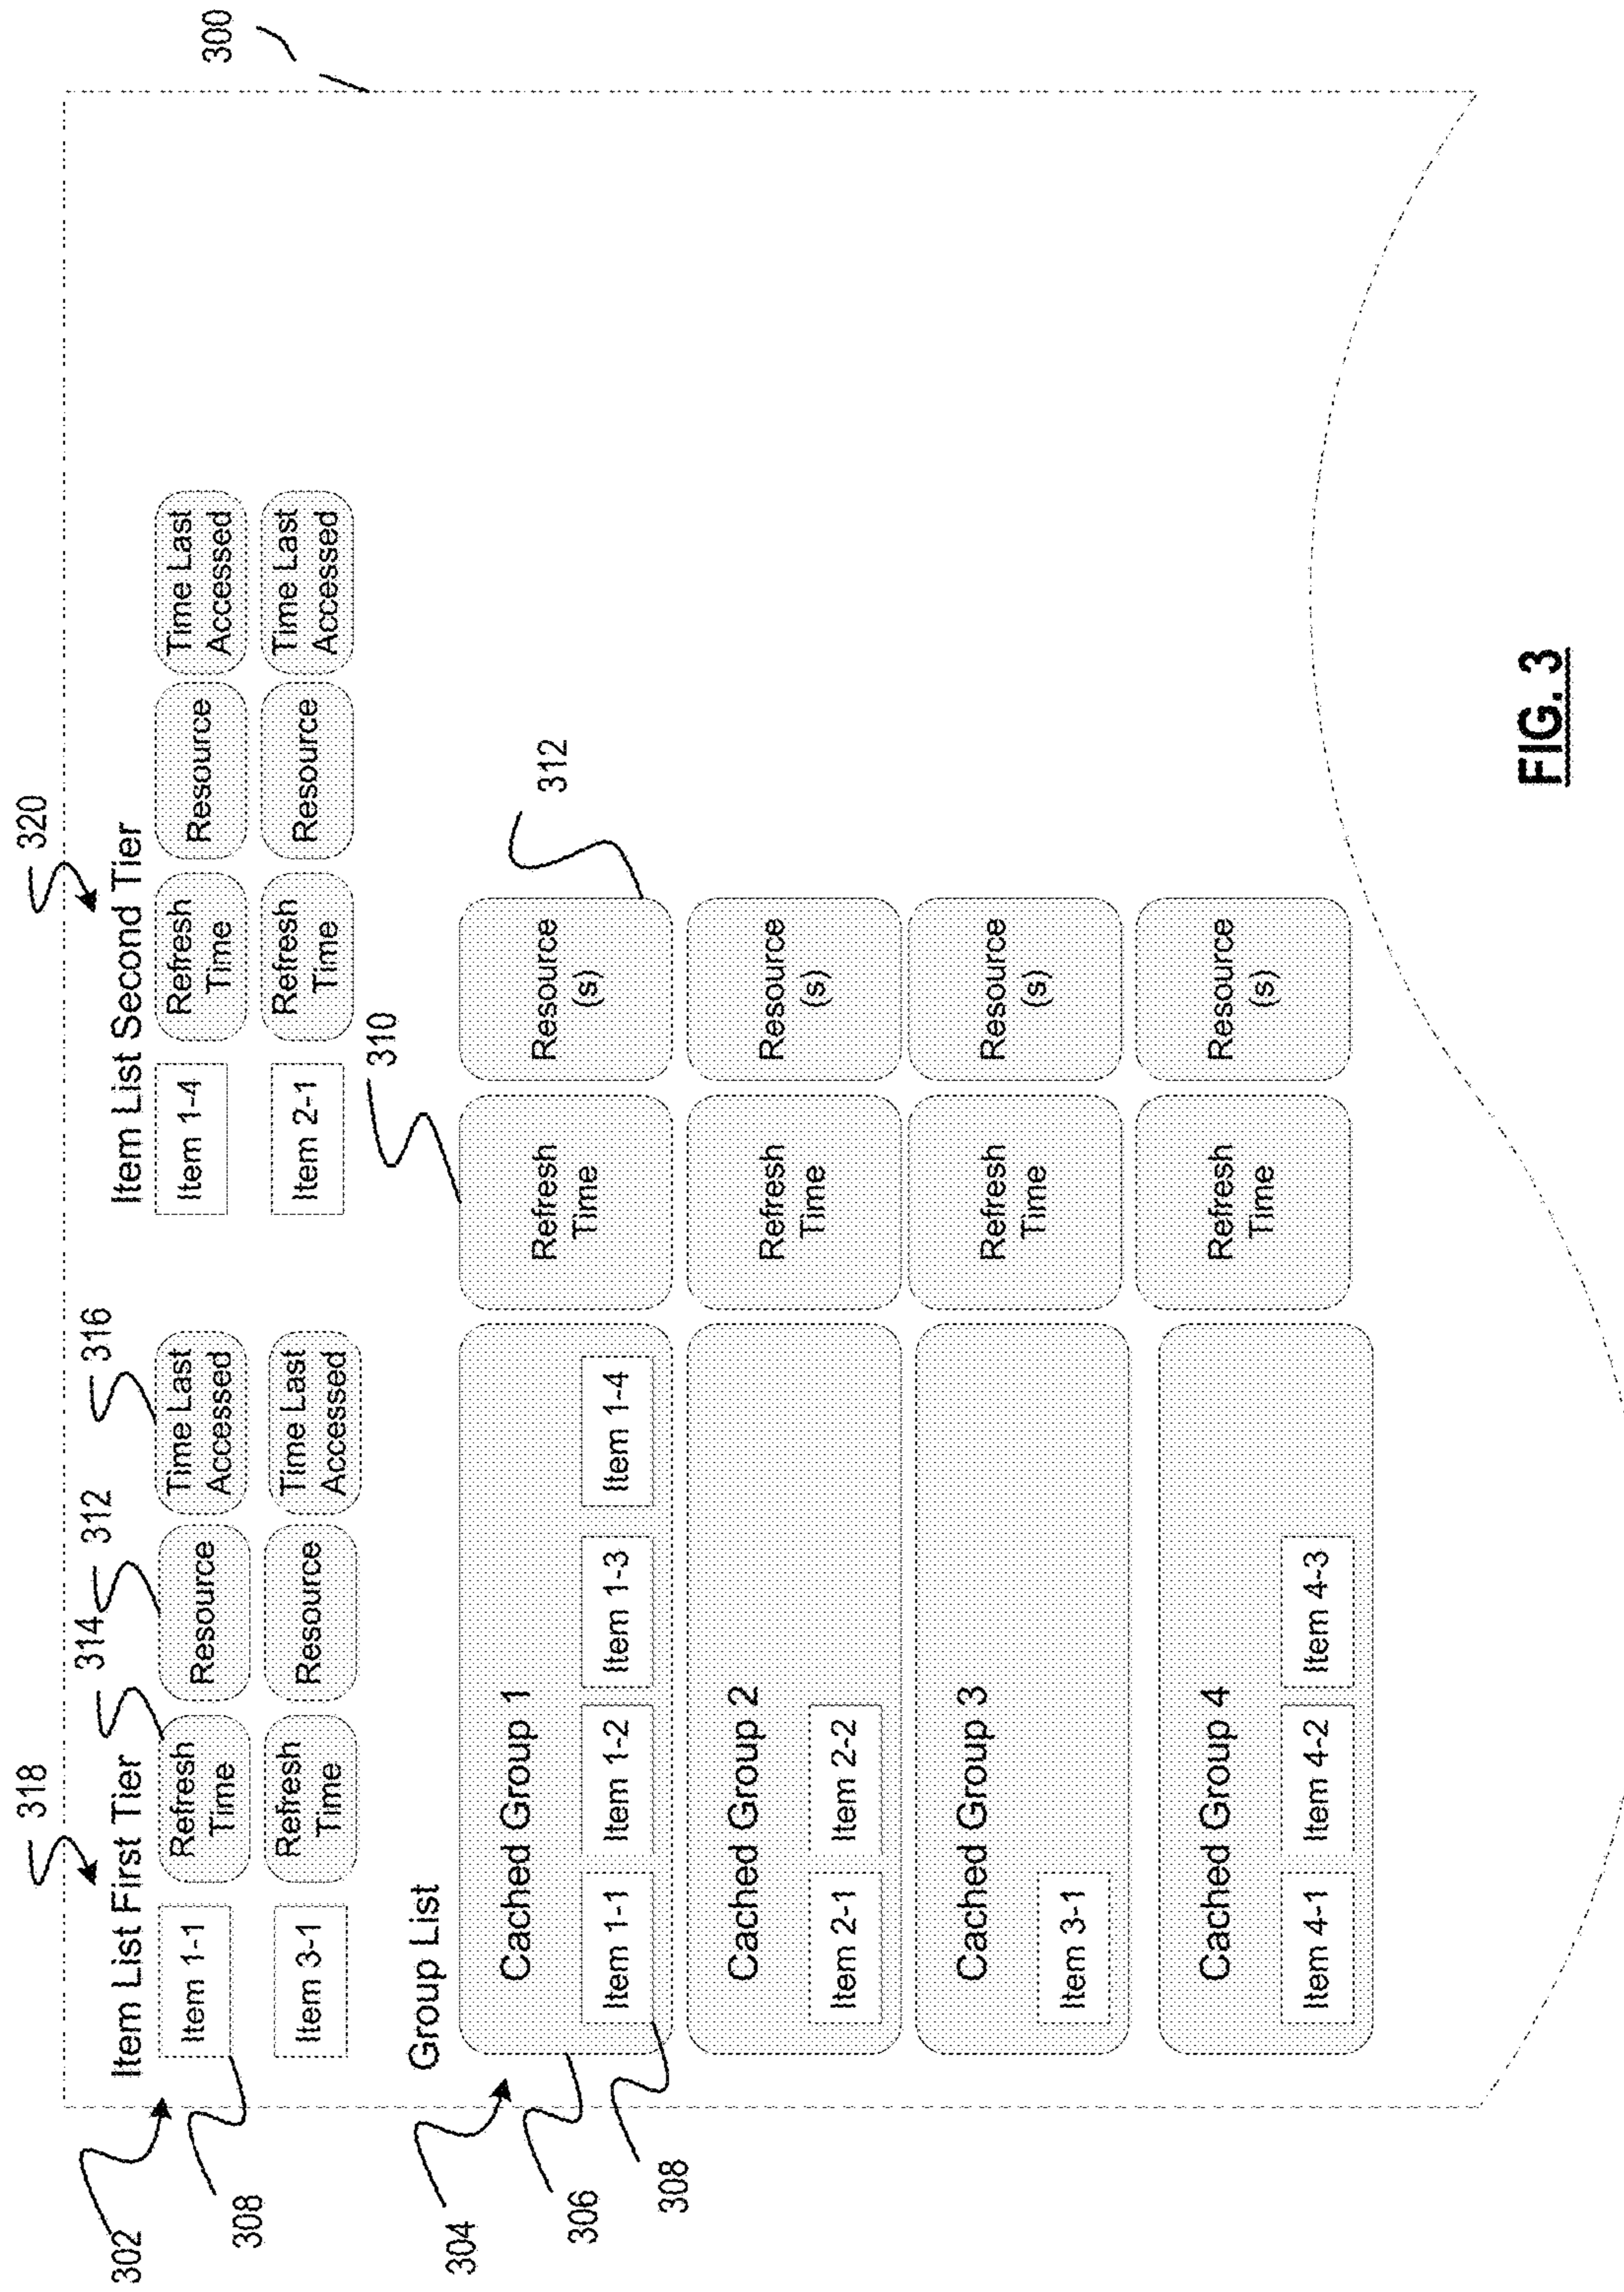 300
320
318
Item List First Tier
Item List Second Tier
302
308
314
312
316
Item 1-1
Refresh
Time
Resource
Time Last
Accessed
Item 3-1
Refresh
Time
Resource
Time Last
Accessed
Item 1-4
Refresh
Time
Resource
Time Last
Accessed
Item 2-1
Refresh
Time
Resource
Time Last
Accessed
Group List
304
306
308
310
312
Cached Group 1
Item 1-1
Item 1-2
Item 1-3
Item 1-4
Refresh
Time
Resource
(s)
Cached Group 2
Item 2-1
Item 2-2
Refresh
Time
Resource
(s)
Cached Group 3
Item 3-1
Refresh
Time
Resource
(s)
Cached Group 4
Item 4-1
Item 4-2
Item 4-3
Refresh
Time
Resource
(s)
FIG. 3